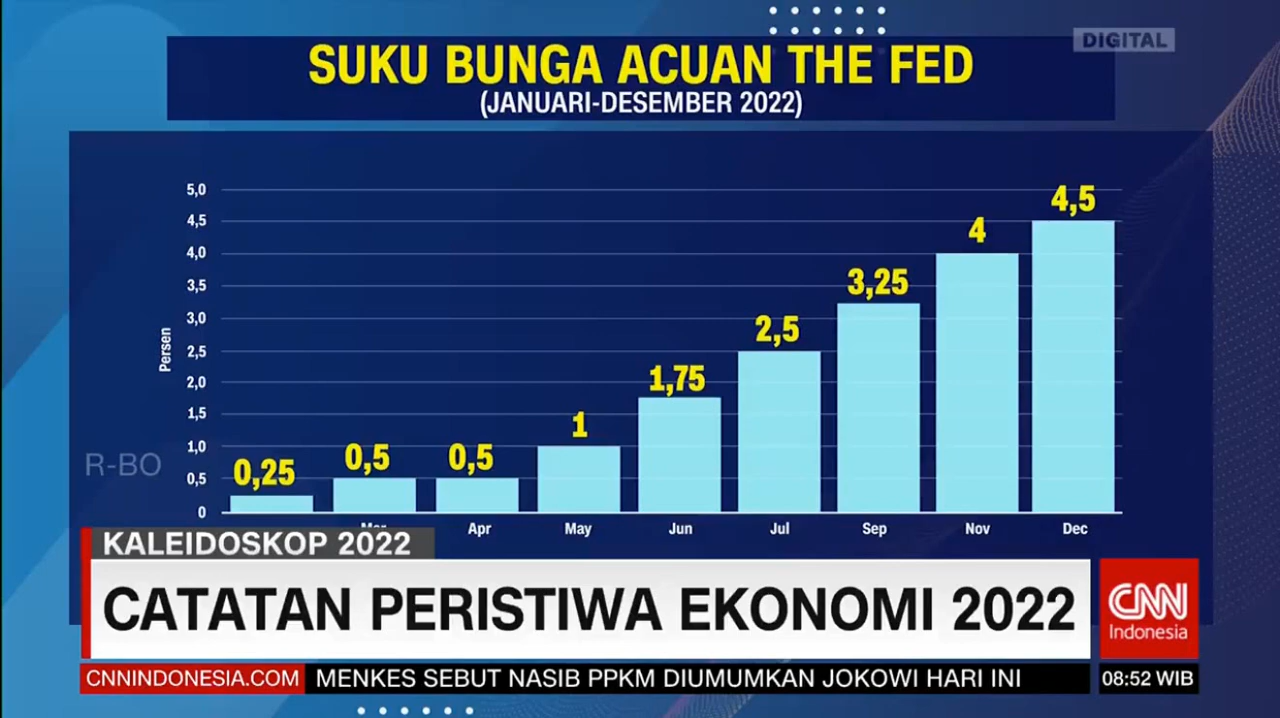 DIGITAL
SUKU BUNGA ACUAN THE FED
(JANUARI-DESEMBER 2022)
5,0
4,5
4,0
3,5
3,0
2,5
2,0
1,5
1,0
0,5
0
Persen
0,25
0,5
0,5
1
1,75
2,5
3,25
4
4,5
R-BO
Mar Apr May Jun Jul Sep Nov Dec
KALEIDOSKOP 2022
CATATAN PERISTIWA EKONOMI 2022
CNN
Indonesia
CNNINDONESIA.COM MENKES SEBUT NASIB PPKM DIUMUMKAN JOKOWI HARI INI 08:52 WIB